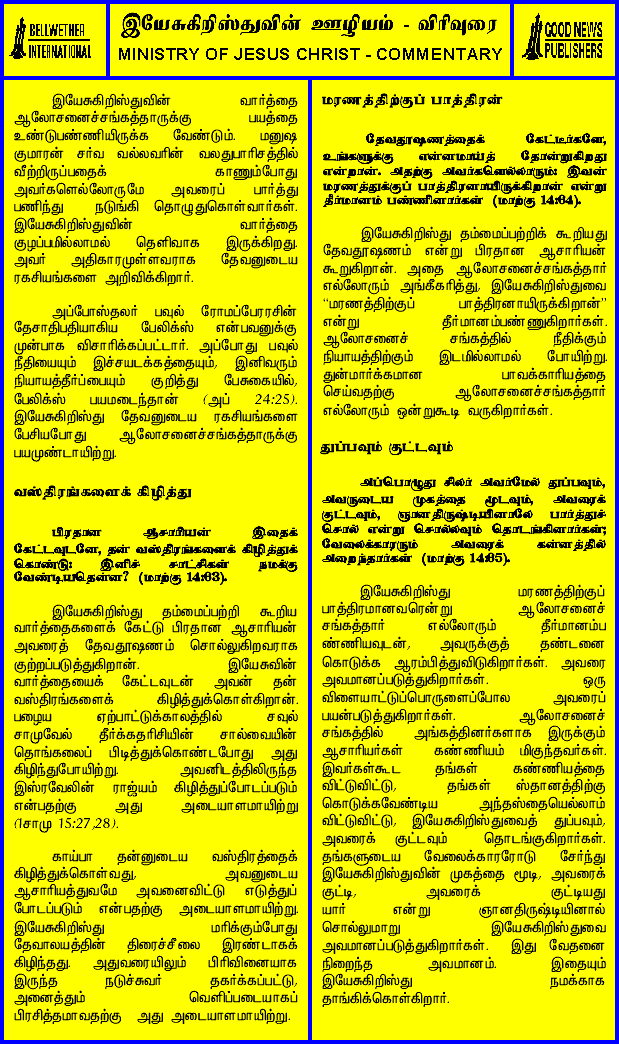 BELLWETHER
INTERNATIONAL
இயேசுகிறிஸ்துவின் ஊழியம் - விரிவுரை
MINISTRY OF JESUS CHRIST - COMMENTARY
GOOD NEWS
PUBLISHERS
இயேசுகிறிஸ்துவின் வார்த்தை
ஆலோசனைச்சங்கத்தாருக்கு பயத்தை
உண்டுபண்ணியிருக்க வேண்டும். மனுஷ
குமாரன் சர்வ வல்லவரின் வலதுபாரிசத்தில்
வீற்றிருப்பதைக் காணும்போது
அவர்களெல்லோருமே அவரைப் பார்த்து
பணிந்து நடுங்கி தொழுதுகொள்வார்கள்.
இயேசுகிறிஸ்துவின் வார்த்தை
குழப்பமில்லாமல் தெளிவாக இருக்கிறது.
அவர் அதிகாரமுள்ளவராக தேவனுடைய
ரகசியங்களை அறிவிக்கிறார்.
அப்போஸ்தலர் பவுல் ரோமப்பேரரசின்
தேசாதிபதியாகிய பேலிக்ஸ் என்பவனுக்கு
முன்பாக விசாரிக்கப்பட்டார். அப்போது பவுல்
நீதியையும் இச்சயடக்கத்தையும், இனிவரும்
நியாயத்தீர்ப்பையும் குறித்து பேசுகையில்,
பேலிக்ஸ் பயமடைந்தான் (அப் 24:25).
இயேசுகிறிஸ்து தேவனுடைய ரகசியங்களை
பேசியபோது ஆலோசனைச்சங்கத்தாருக்கு
பயமுண்டாயிற்று.
வஸ்திரங்களைக் கிழித்து
பிரதான ஆசாரியன் இதைக்
கேட்டவுடனே, தன் வஸ்திரங்களைக் கிழித்துக்
கொண்டு: இனிச் சாட்சிகள் நமக்கு
வேண்டியதென்ன? (மாற்கு 14:63).
இயேசுகிறிஸ்து தம்மைப்பற்றி கூறிய
வார்த்தைகளைக் கேட்டு பிரதான ஆசாரியன்
அவரைத் தேவதூஷணம் சொல்லுகிறவராக
குற்றப்படுத்துகிறான். இயேசுவின்
வார்த்தையைக் கேட்டவுடன் அவன் தன்
வஸ்திரங்களைக் கிழித்துக்கொள்கிறான்.
பழைய ஏற்பாட்டுக்காலத்தில் சவுல்
சாமுவேல் தீர்க்கதரிசியின் சால்வையின்
தொங்கலைப் பிடித்துக்கொண்டபோது அது
கிழிந்துபோயிற்று. அவனிடத்திலிருந்த
இஸ்ரவேலின் ராஜ்யம் கிழித்துப்போடப்படும்
என்பதற்கு அது அடையாளமாயிற்று
(1சாமு 15:27,28).
காய்பா தன்னுடைய வஸ்திரத்தைக்
கிழித்துக்கொள்வது, அவனுடைய
ஆசாரியத்துவமே அவனைவிட்டு எடுத்துப்
போடப்படும் என்பதற்கு அடையாளமாயிற்று.
இயேசுகிறிஸ்து மரிக்கும்போது
தேவாலயத்தின் திரைச்சீலை இரண்டாகக்
கிழிந்தது. அதுவரையிலும் பிரிவினையாக
இருந்த நடுச்சுவர் தகர்க்கப்பட்டு,
அனைத்தும் வெளிப்படையாகப்
பிரசித்தமாவதற்கு அது அடையாளமாயிற்று.
மரணத்திற்குப் பாத்திரன்
தேவதூஷணத்தைக் கேட்டீர்களே,
உங்களுக்கு என்னமாய்த் தோன்றுகிறது
என்றான். அதற்கு அவர்களெல்லாரும்: இவன்
மரணத்துக்குப் பாத்திரனாயிருக்கிறான் என்று
தீர்மானம் பண்ணினார்கள் (மாற்கு 14:64).
இயேசுகிறிஸ்து தம்மைப்பற்றிக் கூறியது
தேவதூஷணம் என்று பிரதான ஆசாரியன்
கூறுகிறான். அதை ஆலோசனைச்சங்கத்தார்
எல்லோரும் அங்கீகரித்து, இயேசுகிறிஸ்துவை
“மரணத்திற்குப் பாத்திரனாயிருக்கிறான்”
என்று தீர்மானம்பண்ணுகிறார்கள்.
ஆலோசனைச் சங்கத்தில் நீதிக்கும்
நியாயத்திற்கும் இடமில்லாமல் போயிற்று.
துன்மார்க்கமான பாவக்காரியத்தை
செய்வதற்கு ஆலோசனைச்சங்கத்தார்
எல்லோரும் ஒன்றுகூடி வருகிறார்கள்.
துப்பவும் குட்டவும்
அப்பொழுது சிலர் அவர்மேல் துப்பவும்,
அவருடைய முகத்தை மூடவும், அவரைக்
குட்டவும், ஞானதிருஷ்டியினாலே பார்த்துச்
சொல் என்று சொல்லவும் தொடங்கினார்கள்;
வேலைக்காரரும் அவரைக் கன்னத்தில்
அறைந்தார்கள் (மாற்கு 14:65).
இயேசுகிறிஸ்து மரணத்திற்குப்
பாத்திரமானவரென்று ஆலோசனைச்
சங்கத்தார் எல்லோரும் தீர்மானம்ப
ண்ணியவுடன், அவருக்குத் தண்டனை
கொடுக்க ஆரம்பித்துவிடுகிறார்கள். அவரை
அவமானப்படுத்துகிறார்கள். ஒரு
விளையாட்டுப்பொருளைப்போல அவரைப்
பயன்படுத்துகிறார்கள். ஆலோசனைச்
சங்கத்தில் அங்கத்தினர்களாக இருக்கும்
ஆசாரியர்கள் கண்ணியம் மிகுந்தவர்கள்.
இவர்கள்கூட தங்கள் கண்ணியத்தை
விட்டுவிட்டு, தங்கள் ஸ்தானத்திற்கு
கொடுக்கவேண்டிய அந்தஸ்தையெல்லாம்
விட்டுவிட்டு, இயேசுகிறிஸ்துவைத் துப்பவும்,
அவரைக் குட்டவும் தொடங்குகிறார்கள்.
தங்களுடைய வேலைக்காரரோடு சேர்ந்து
இயேசுகிறிஸ்துவின் முகத்தை மூடி, அவரைக்
குட்டி, அவரைக் குட்டியது
யார் என்று ஞானதிருஷ்டியினால்
சொல்லுமாறு இயேசுகிறிஸ்துவை
அவமானப்படுத்துகிறார்கள். இது வேதனை
நிறைந்த அவமானம். இதையும்
இயேசுகிறிஸ்து நமக்காக
தாங்கிக்கொள்கிறார்.